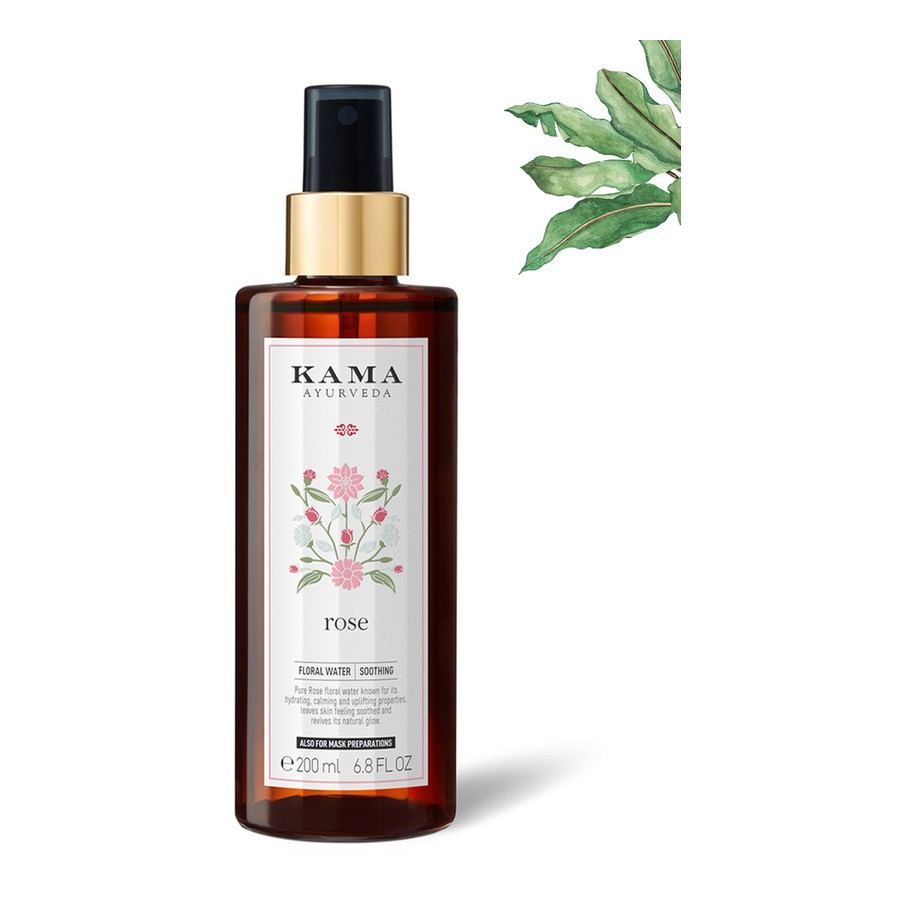 KAMA
AYURVEDA
rose
FLORAL WATER | SOOTHING
Pure Rose floral water known for its
hydrating, calming and uplifting properties,
leaves skin feeling soothed and
revives its natural glow.
ALSO FOR MASK PREPARATIONS
℮ 200 ml 6.8 FL OZ